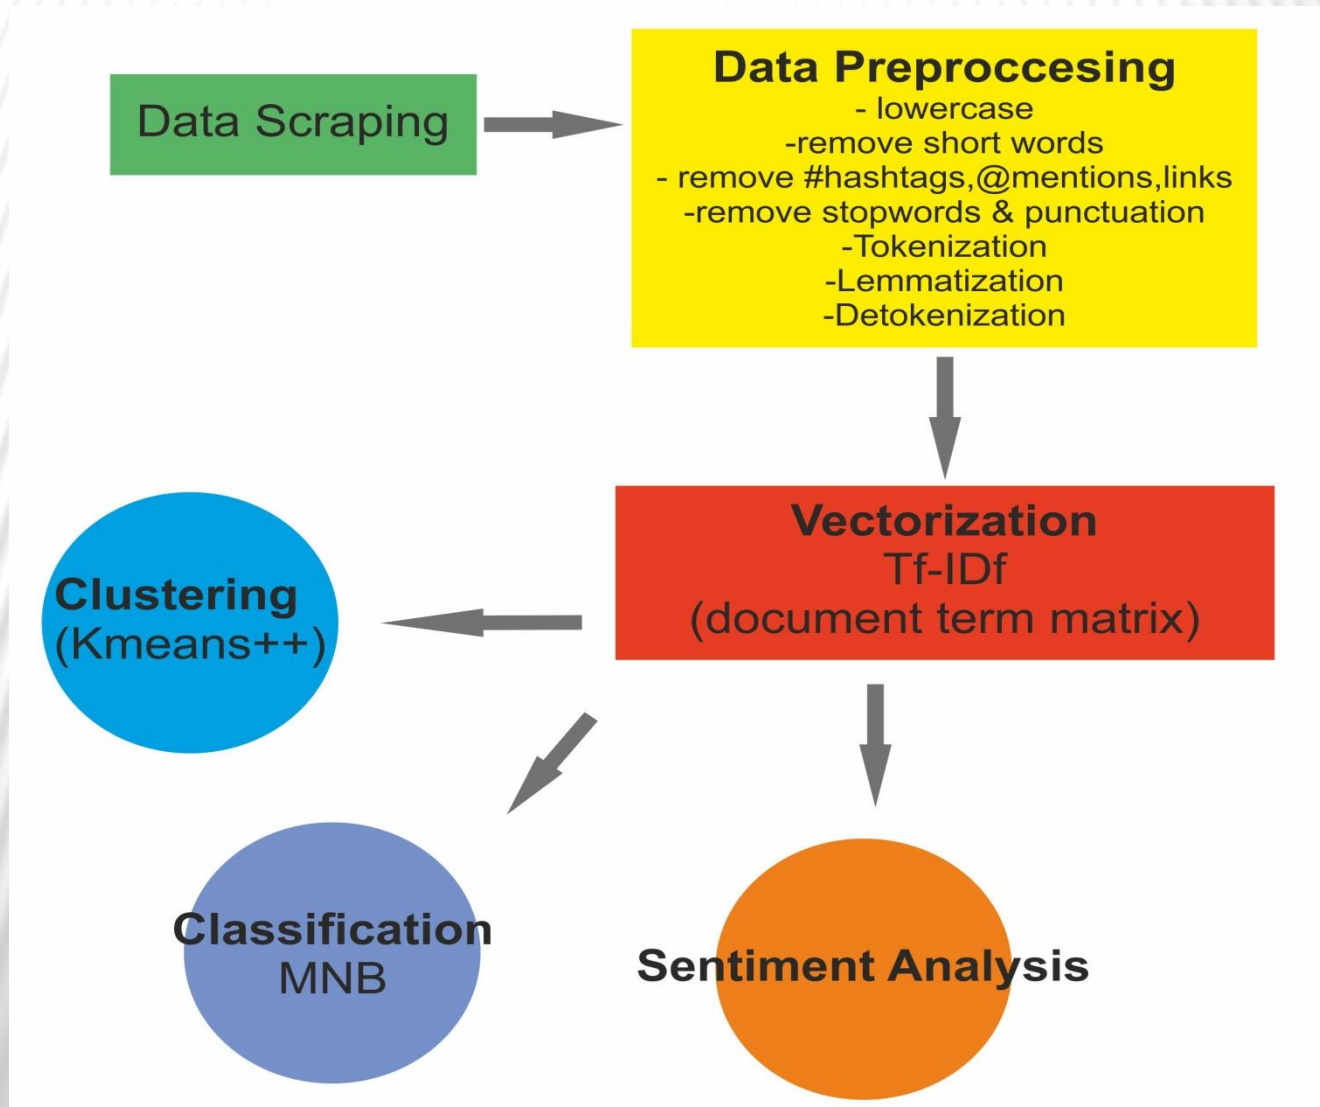 Data Scraping
Data Preproccesing
- lowercase
-remove short words
- remove #hashtags,@mentions,links
-remove stopwords & punctuation
-Tokenization
-Lemmatization
-Detokenization
Vectorization
Tf-IDf
(document term matrix)
Clustering
(Kmeans++)
Classification
MNB
Sentiment Analysis